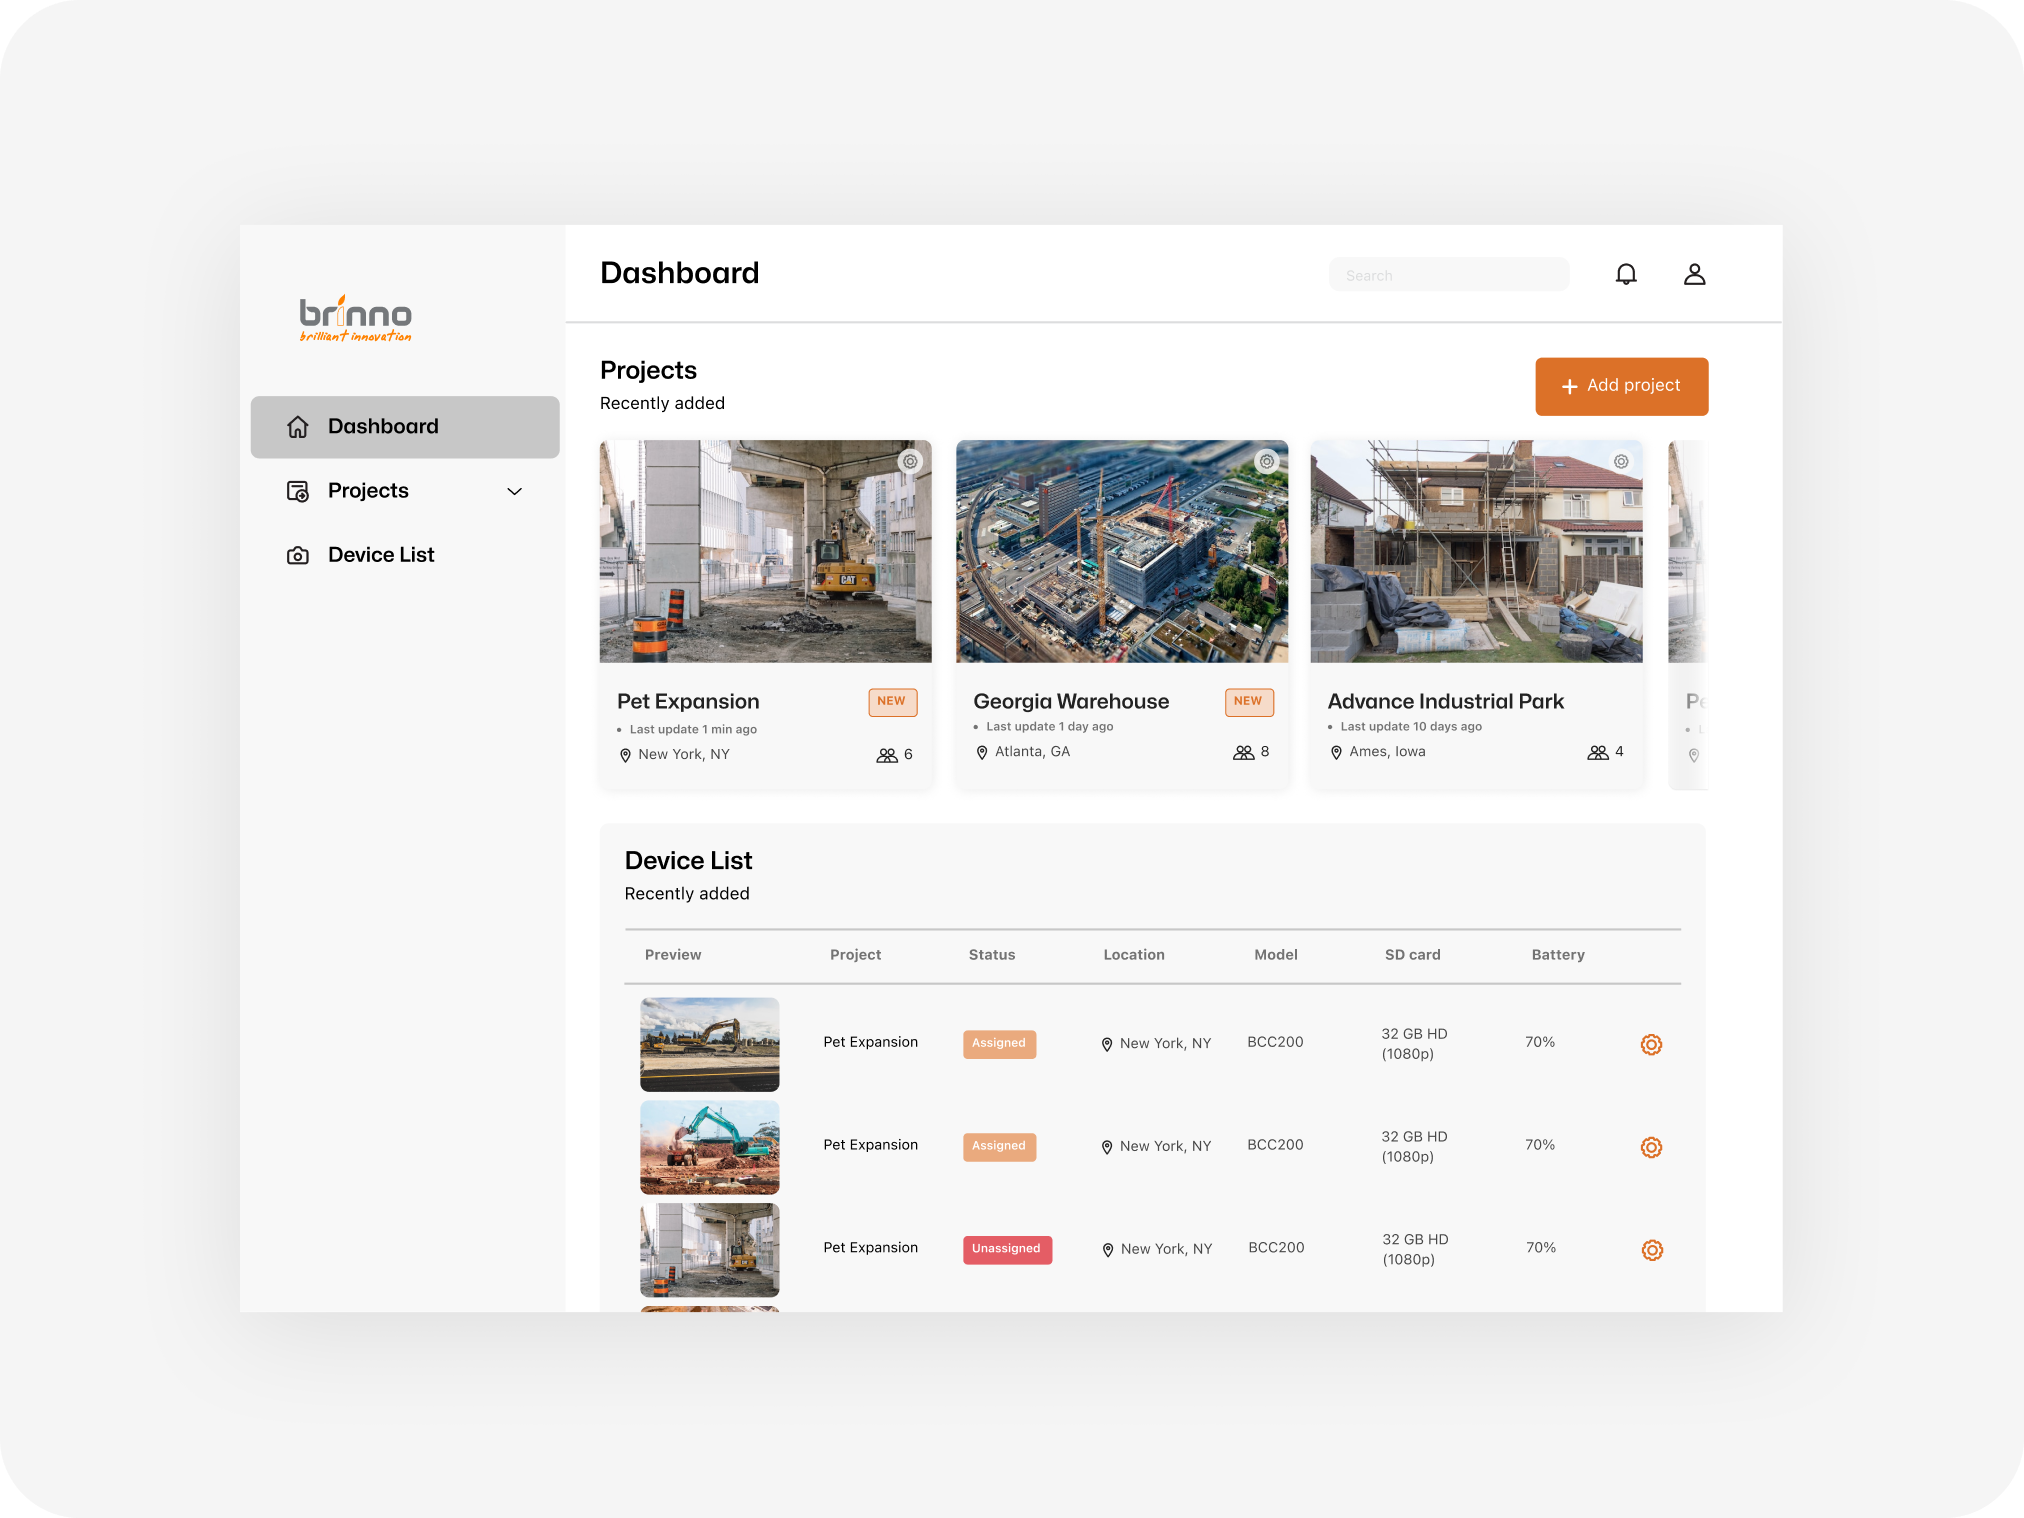 brinno
brilliant innovation
Dashboard
Projects
Device List
Dashboard
Search
Projects
Recently added
Add project
CAT
Pet Expansion
NEW
Last update 1 min ago
New York, NY
6
Georgia Warehouse
NEW
Last update 1 day ago
Atlanta, GA
8
Advance Industrial Park
Last update 10 days ago
Ames, Iowa
4
Pe
L
Device List
Recently added
Preview Project Status Location Model SD card Battery
Pet Expansion Assigned New York, NY BCC200 32 GB HD 70%
(1080p)
Pet Expansion Assigned New York, NY BCC200 32 GB HD 70%
(1080p)
Pet Expansion Unassigned New York, NY BCC200 32 GB HD 70%
(1080p)